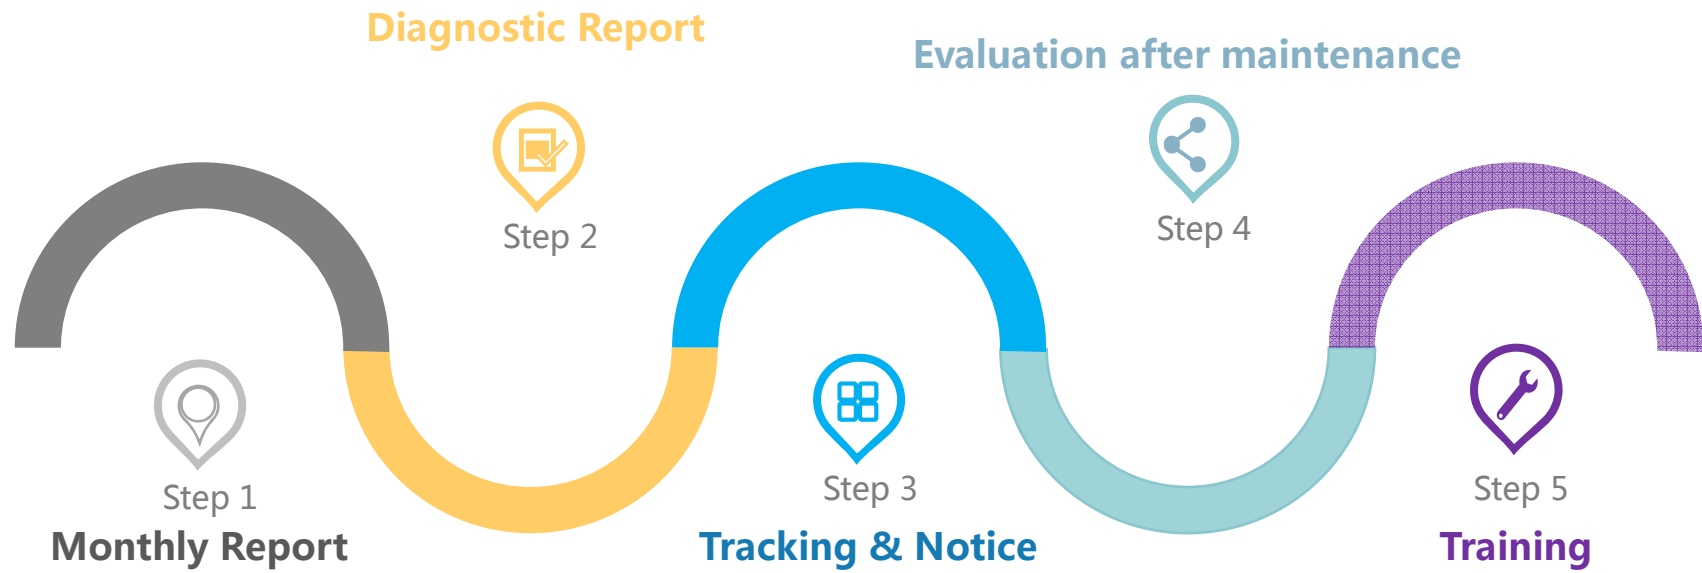 Diagnostic Report
Evaluation after maintenance
Step 2
Step 4
Step 1
Monthly Report
Step 3
Tracking & Notice
Step 5
Training